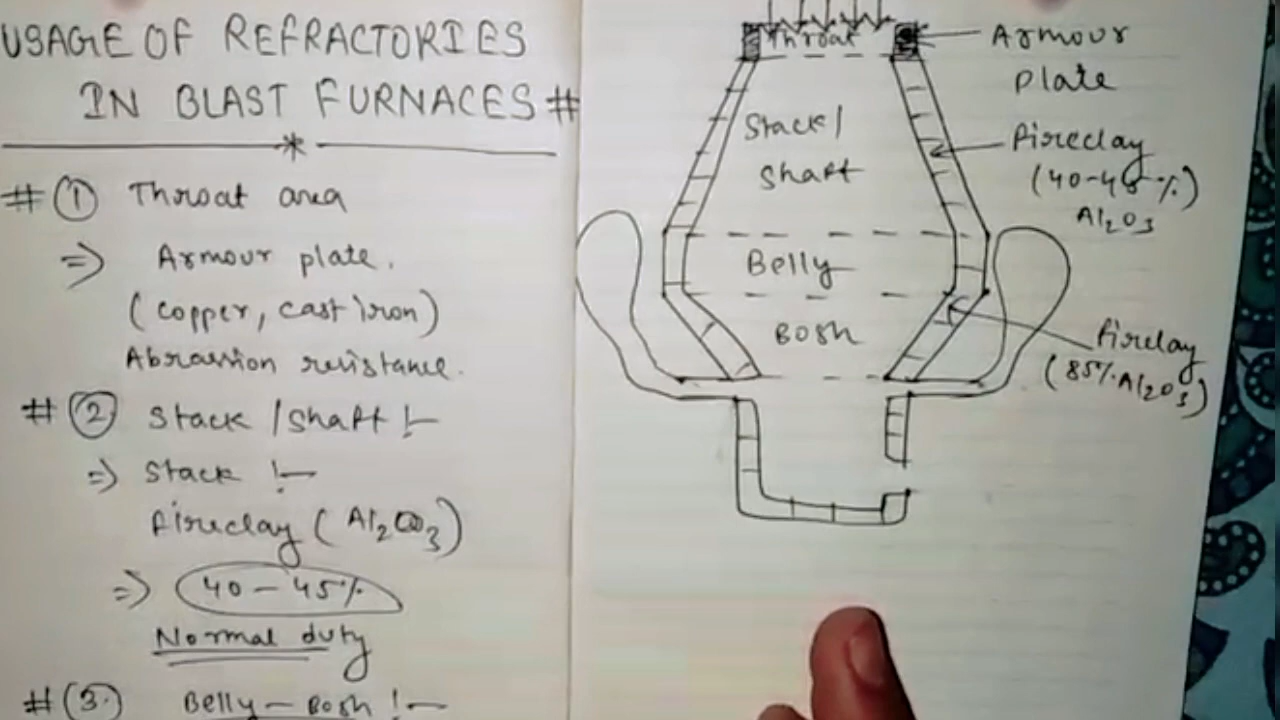 USAGE OF REFRACTORIES
IN BLAST FURNACES #
# ① Throat area
⇒ Armour plate.
(copper, cast iron)
Abrassion resistance.
# ② Stack / Shaft :-
⇒ Stack :-
Fireclay (Al2O3)
⇒ 40-45%
Normal duty
# ③. Belly - Bosh :-
Throat
Armour
plate
Stack /
Shaft
Fireclay
(40-45%)
Al2O3
Belly
Bosh
Fireclay
(85% Al2O3)